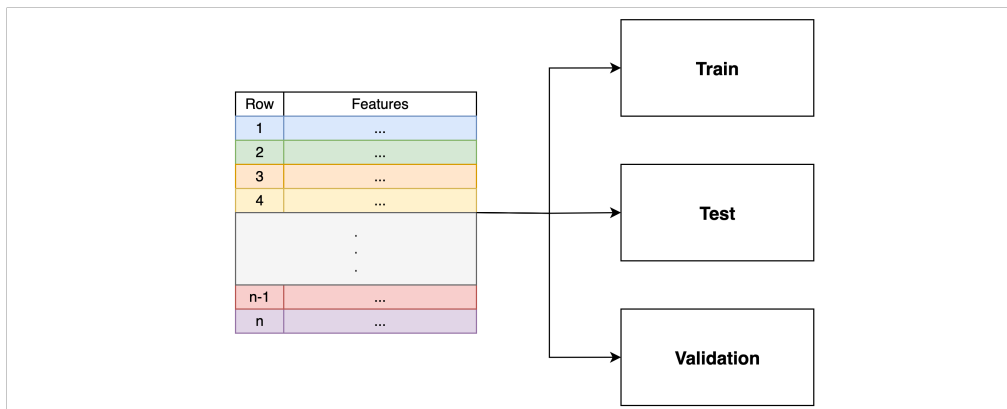 Row Features
1 ...
2 ...
3 ...
4 ...
.
.
.
n-1 ...
n ...
Train
Test
Validation